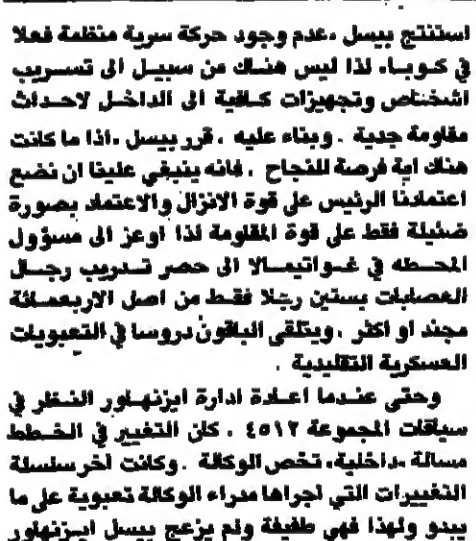 استنتج بيسل ،عدم وجود حركة سرية منظمة فعلا
في كوبا، لذا ليس هناك من سبيل الى تسريب
اشخاص وتجهيزات كافية الى الداخل لاحداث
مقاومة جدية . وبناء عليه ، قرر بيسل ،اذا ما كانت
هناك اية فرصة للنجاح ، فانه ينبغي علينا ان نضع
اعتمادنا الرئيس على قوة الانزال والاعتماد بصورة
ضئيلة فقط على قوة المقاومة لذا اوعز الى مسؤول
المحطه في غواتيمالا الى حصر تدريب رجال
العصابات بستين رجلا فقط من اصل الاربعمائة
مجند او اكثر ، ويتلقى الباقون دروسا في التعبويات
العسكرية التقليدية .
وحتى عندما اعادة ادارة ايزنهاور النظر في
سياقات المجموعة ٤٥١٢ ، كان التغيير في الخطط
مسالة ،داخلية، تخص الوكالة . وكانت اخر سلسلة
التغييرات التي اجراها مدراء الوكالة تعبوية على ما
يبدو ولهذا فهي طفيفة ولم يزعج بيسل ايزنهاور